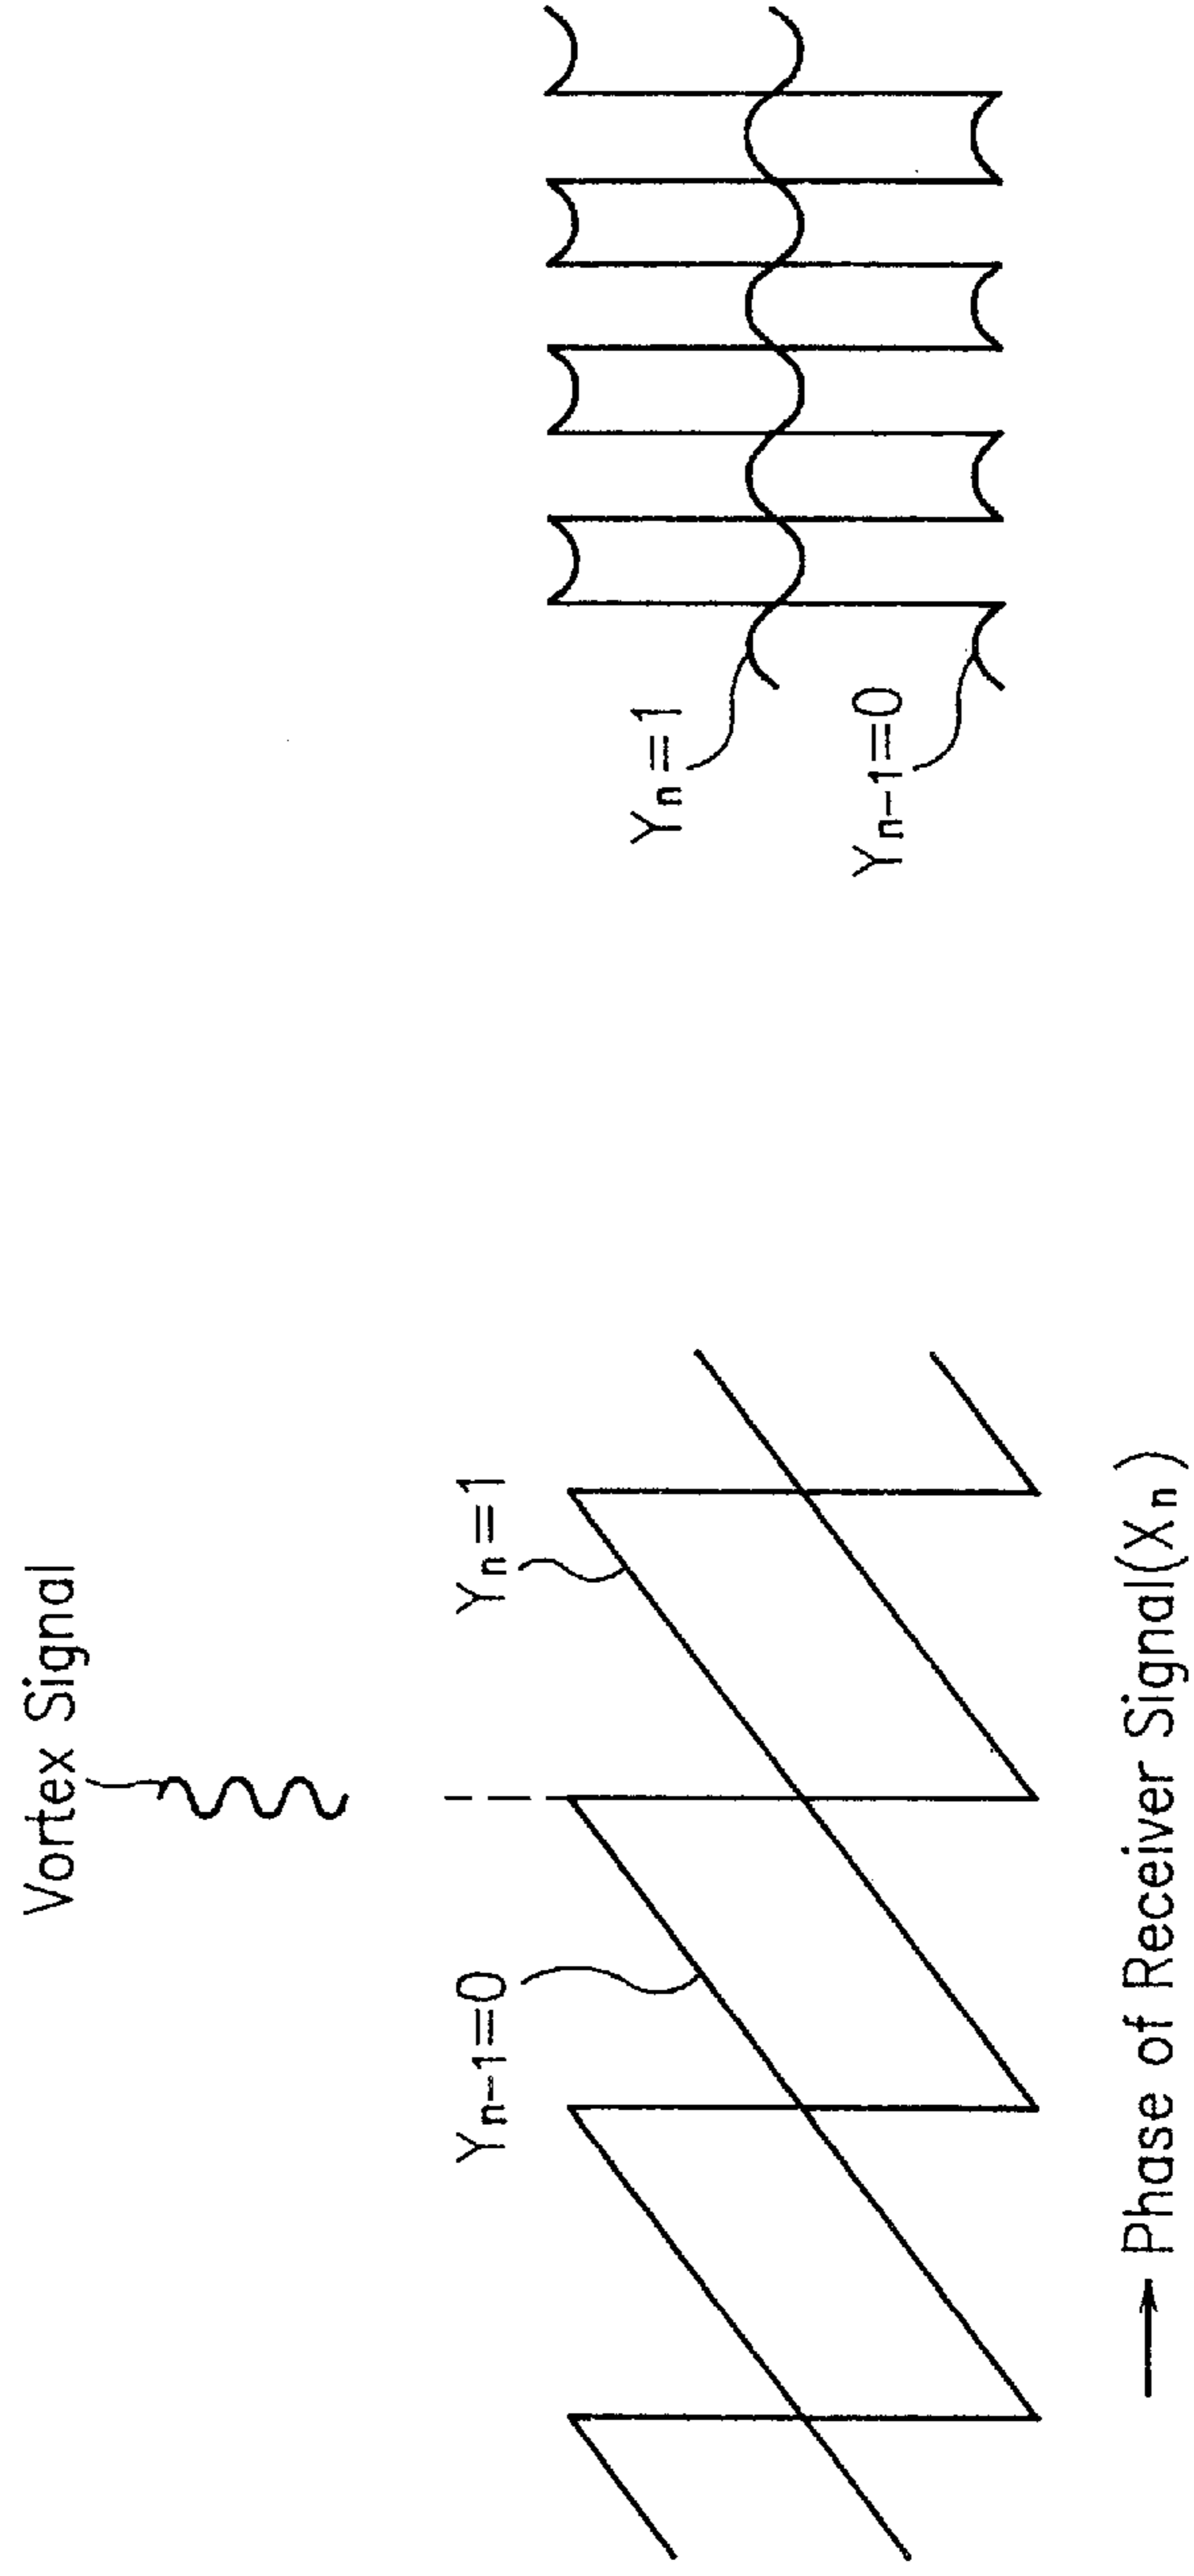 Vortex Signal
Yn-1=0
Yn=1
Phase of Receiver Signal(Xn)
Yn=1
Yn-1=0